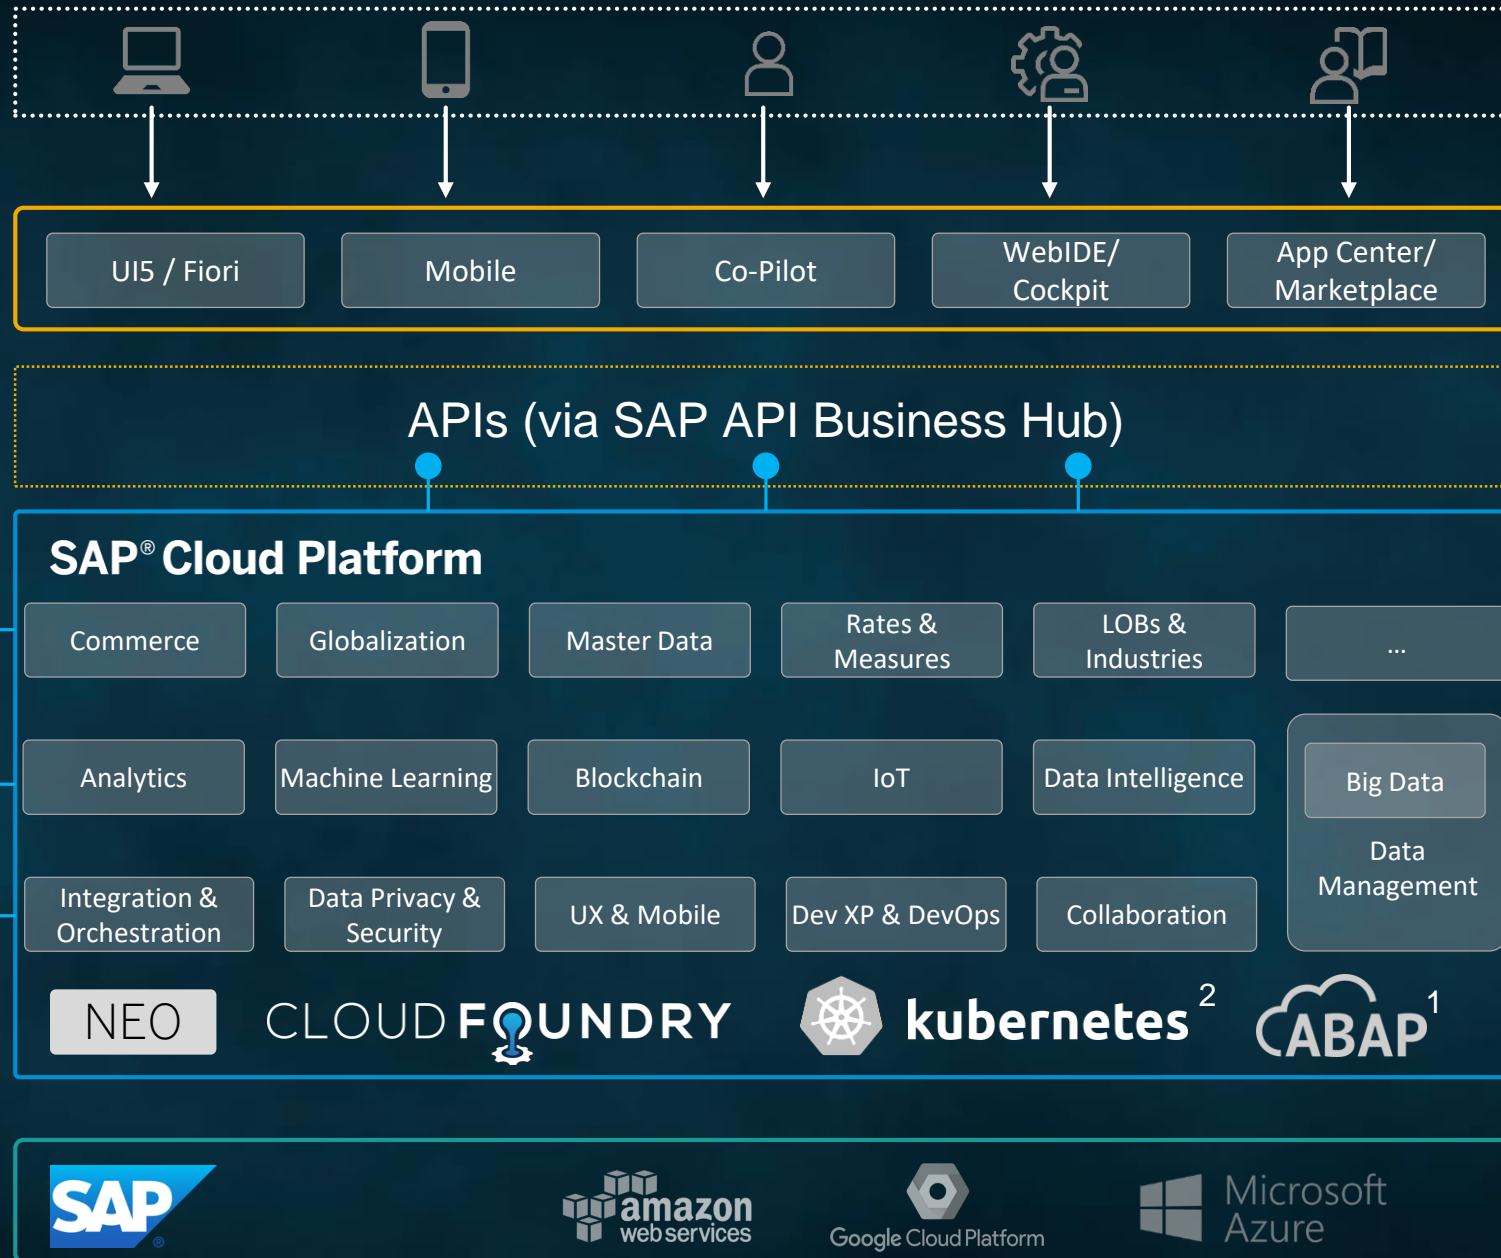 UI5 / Fiori
Mobile
Co-Pilot
WebIDE/
Cockpit
App Center/
Marketplace
APIs (via SAP API Business Hub)
SAP® Cloud Platform
Commerce
Globalization
Master Data
Rates &
Measures
LOBs &
Industries
...
Analytics
Machine Learning
Blockchain
IoT
Data Intelligence
Big Data
Data
Management
Integration &
Orchestration
Data Privacy &
Security
UX & Mobile
Dev XP & DevOps
Collaboration
NEO
CLOUD FOUNDRY
kubernetes 2
ABAP 1
SAP®
amazon
web services
Google Cloud Platform
Microsoft
Azure